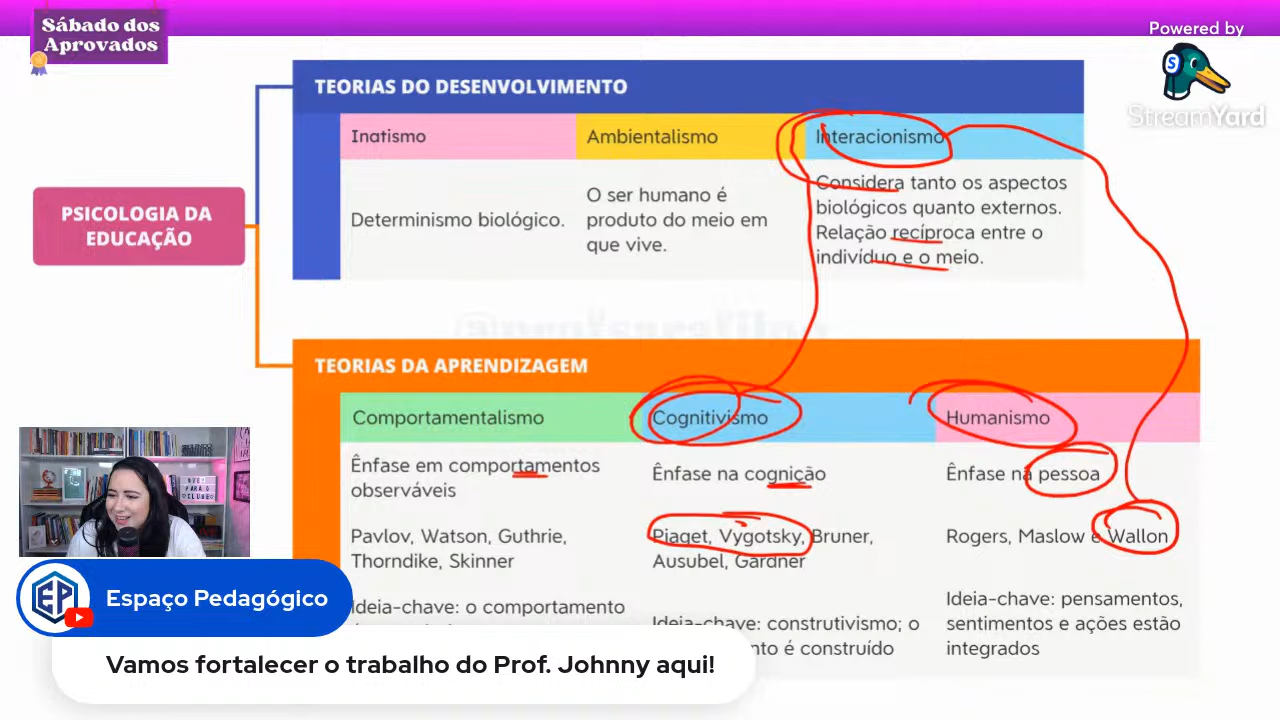 Sábado dos
Aprovados
Powered by
StreamYard
TEORIAS DO DESENVOLVIMENTO
Inatismo
Ambientalismo
Interacionismo
PSICOLOGIA DA
EDUCAÇÃO
Determinismo biológico.
O ser humano é
produto do meio em
que vive.
Considera tanto os aspectos
biológicos quanto externos.
Relação recíproca entre o
indivíduo e o meio.
TEORIAS DA APRENDIZAGEM
Comportamentalismo
Cognitivismo
Humanismo
Ênfase em comportamentos
observáveis
Pavlov, Watson, Guthrie,
Thorndike, Skinner
Ideia-chave: o comportamento
Ênfase na cognição
Piaget, Vygotsky, Bruner,
Ausubel, Gardner
Ideia-chave: construtivismo; o
é construído
Ênfase na pessoa
Rogers, Maslow e Wallon
Ideia-chave: pensamentos,
sentimentos e ações estão
integrados
EP
Espaço Pedagógico
Vamos fortalecer o trabalho do Prof. Johnny aqui!